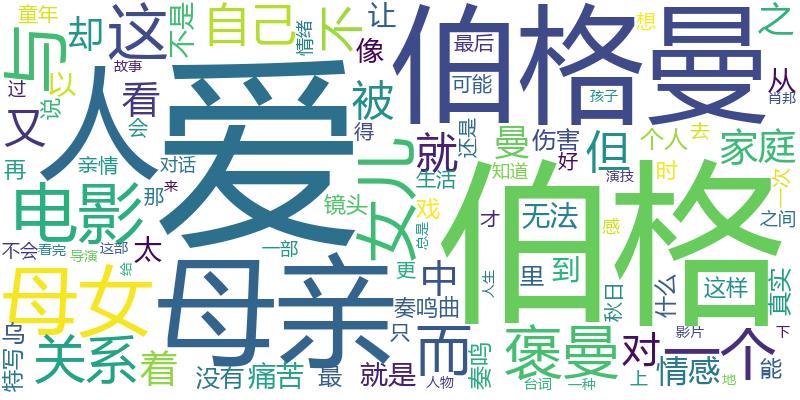 童年
与
却
这
不是
自己
情绪
不
让
像
伯格曼
最后
可能
想
之
从
肖邦
故事
过
以
说
又
会
看
人
爱
被
得
就
还是
曼
伤害
好
孩子
但
个人
去
家庭
时
一次
再
亲情
对话
那
来
电影
女儿
生活
镜头
戏
总是
知道
才
无法
演技
感
之间
伯格
不会
看完
导演
这部
给
太
一部
母亲
更
中
人生
里
到
秋日
什么
这样
真实
母女
乌
特写
关系
着
没有
痛苦
最
就是
只
奏鸣曲
而
人物
奏鸣
褒曼
台词
一种
对
上
一个
影片
情感
地
下
能